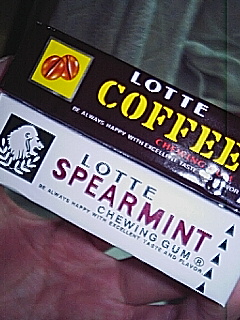 LOTTE
COFFEE
CHEWING
BE ALWAYS HAPPY WITH EXCELLENT TASTE
LOTTE
SPEARMINT
CHEWING GUM®
BE ALWAYS HAPPY WITH EXCELLENT TASTE AND FLAVOR